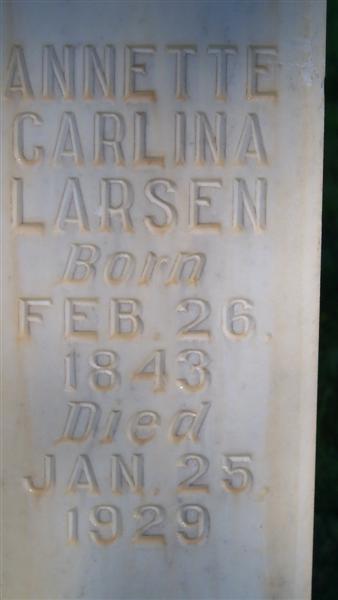 ANNETTE
CARLINA
LARSEN
Born
FEB. 26,
1843
Died
JAN. 25,
1929